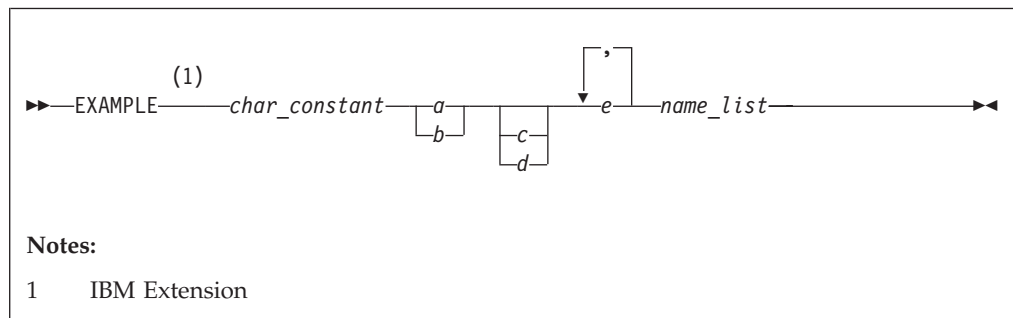 ,
(1)
EXAMPLE char_constant a e name_list
b c
d
Notes:
1 IBM Extension